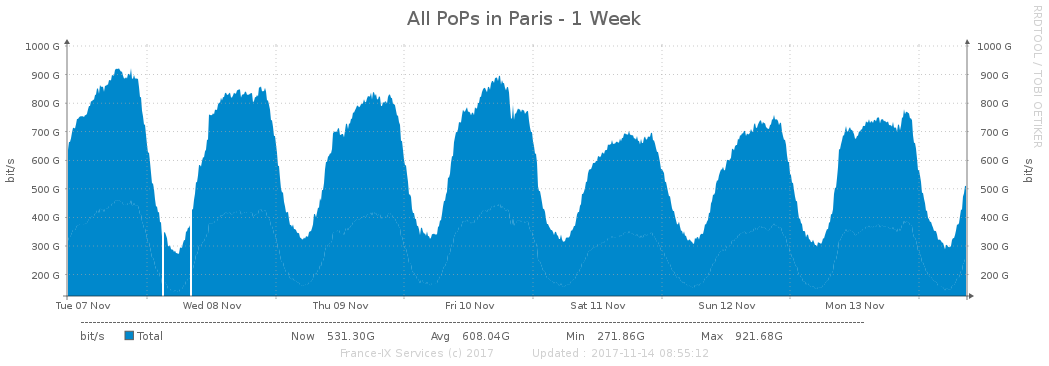 All PoPs in Paris - 1 Week
RRDTOOL / TOBI OETIKER
1000 G 1000 G
900 G 900 G
800 G 800 G
700 G 700 G
600 G 600 G
500 G 500 G
400 G 400 G
300 G 300 G
200 G 200 G
bit/s bit/s
Tue 07 Nov Wed 08 Nov Thu 09 Nov Fri 10 Nov Sat 11 Nov Sun 12 Nov Mon 13 Nov
bit/s Total Now 531.30G Avg 608.04G Min 271.86G Max 921.68G
France-IX Services (c) 2017 Updated : 2017-11-14 08:55:12